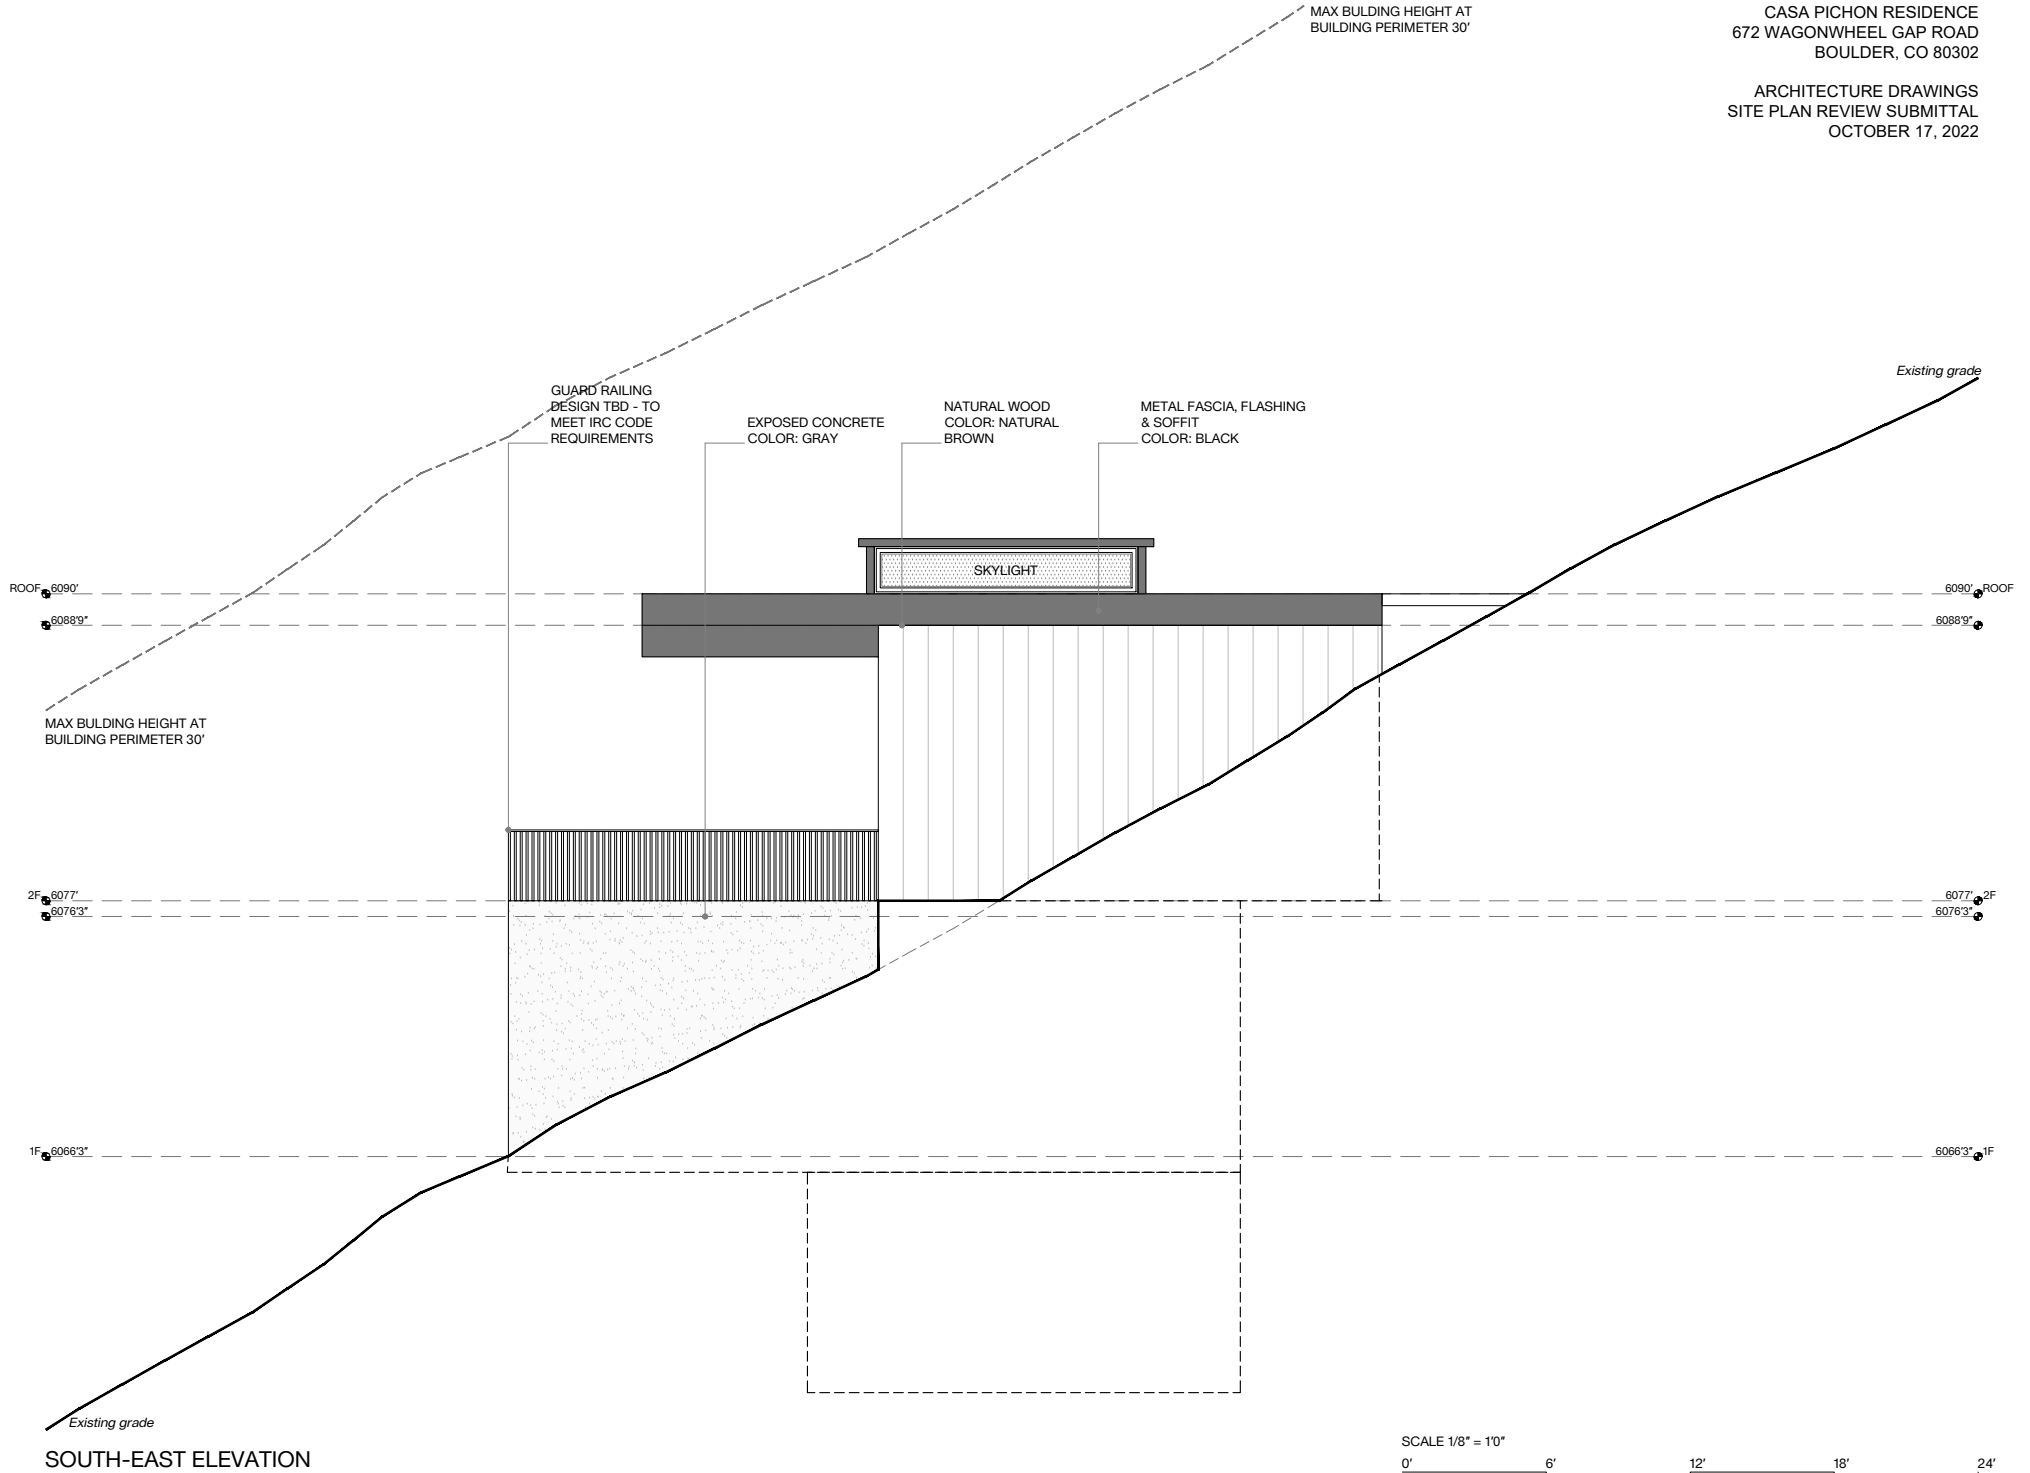 MAX BULDING HEIGHT AT
BUILDING PERIMETER 30'
CASA PICHON RESIDENCE
672 WAGONWHEEL GAP ROAD
BOULDER, CO 80302
ARCHITECTURE DRAWINGS
SITE PLAN REVIEW SUBMITTAL
OCTOBER 17, 2022
Existing grade
GUARD RAILING
DESIGN TBD - TO
MEET IRC CODE
REQUIREMENTS
EXPOSED CONCRETE
COLOR: GRAY
NATURAL WOOD
COLOR: NATURAL
BROWN
METAL FASCIA, FLASHING
& SOFFIT
COLOR: BLACK
SKYLIGHT
ROOF 6090'
6090' ROOF
6088'9"
6088'9"
MAX BULDING HEIGHT AT
BUILDING PERIMETER 30'
2F 6077'
6077' 2F
6076'3"
6076'3"
1F 6066'3"
6066'3" 1F
Existing grade
SOUTH-EAST ELEVATION
SCALE 1/8" = 1'0"
0' 6' 12' 18' 24'